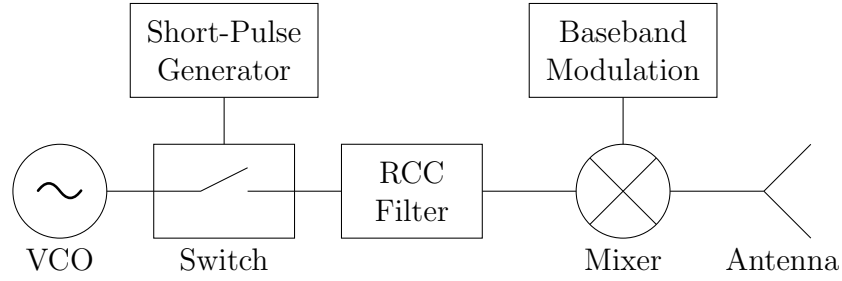 Short-Pulse
Generator
Baseband
Modulation
RCC
Filter
VCO
Switch
Mixer
Antenna